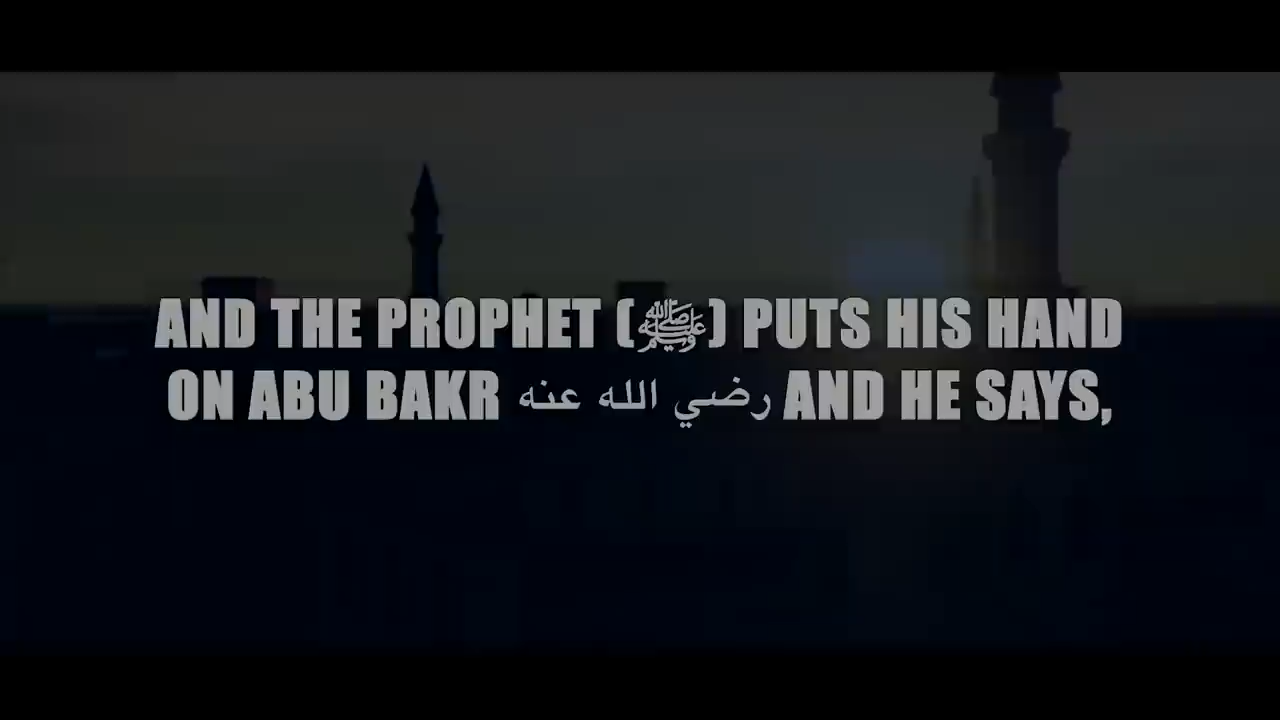 AND THE PROPHET (ﷺ) PUTS HIS HAND
ON ABU BAKR رضي الله عنه AND HE SAYS,